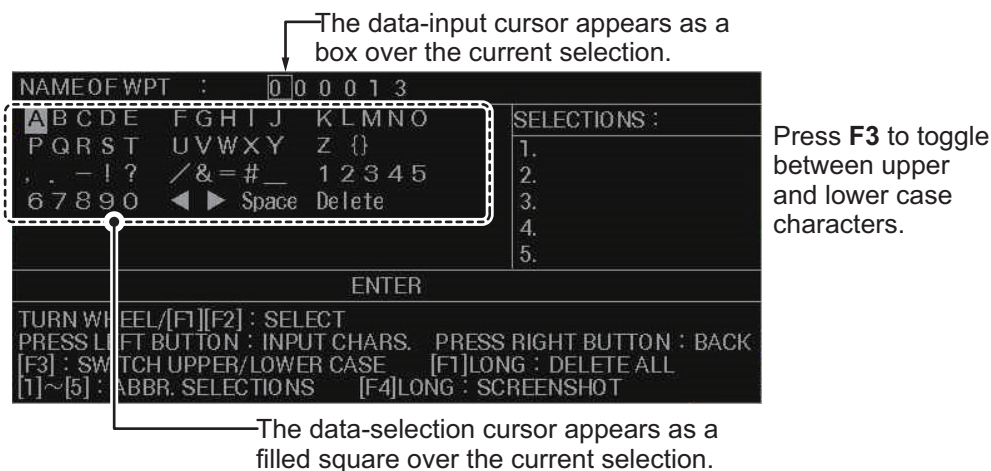 The data-input cursor appears as a
box over the current selection.
NAME OF WPT : 0 0 0 0 1 3
A B C D E F G H I J K L M N O
P Q R S T U V W X Y Z { }
, . - ! ? / & = # _ 1 2 3 4 5
6 7 8 9 0 ◀ ▶ Space Delete
SELECTIONS :
1.
2.
3.
4.
5.
ENTER
TURN WHEEL/[F1][F2] : SELECT
PRESS LEFT BUTTON : INPUT CHARS. PRESS RIGHT BUTTON : BACK
[F3] : SWITCH UPPER/LOWER CASE [F1]LONG : DELETE ALL
[1]~[5] : ABBR. SELECTIONS [F4]LONG : SCREENSHOT
Press F3 to toggle
between upper
and lower case
characters.
The data-selection cursor appears as a
filled square over the current selection.